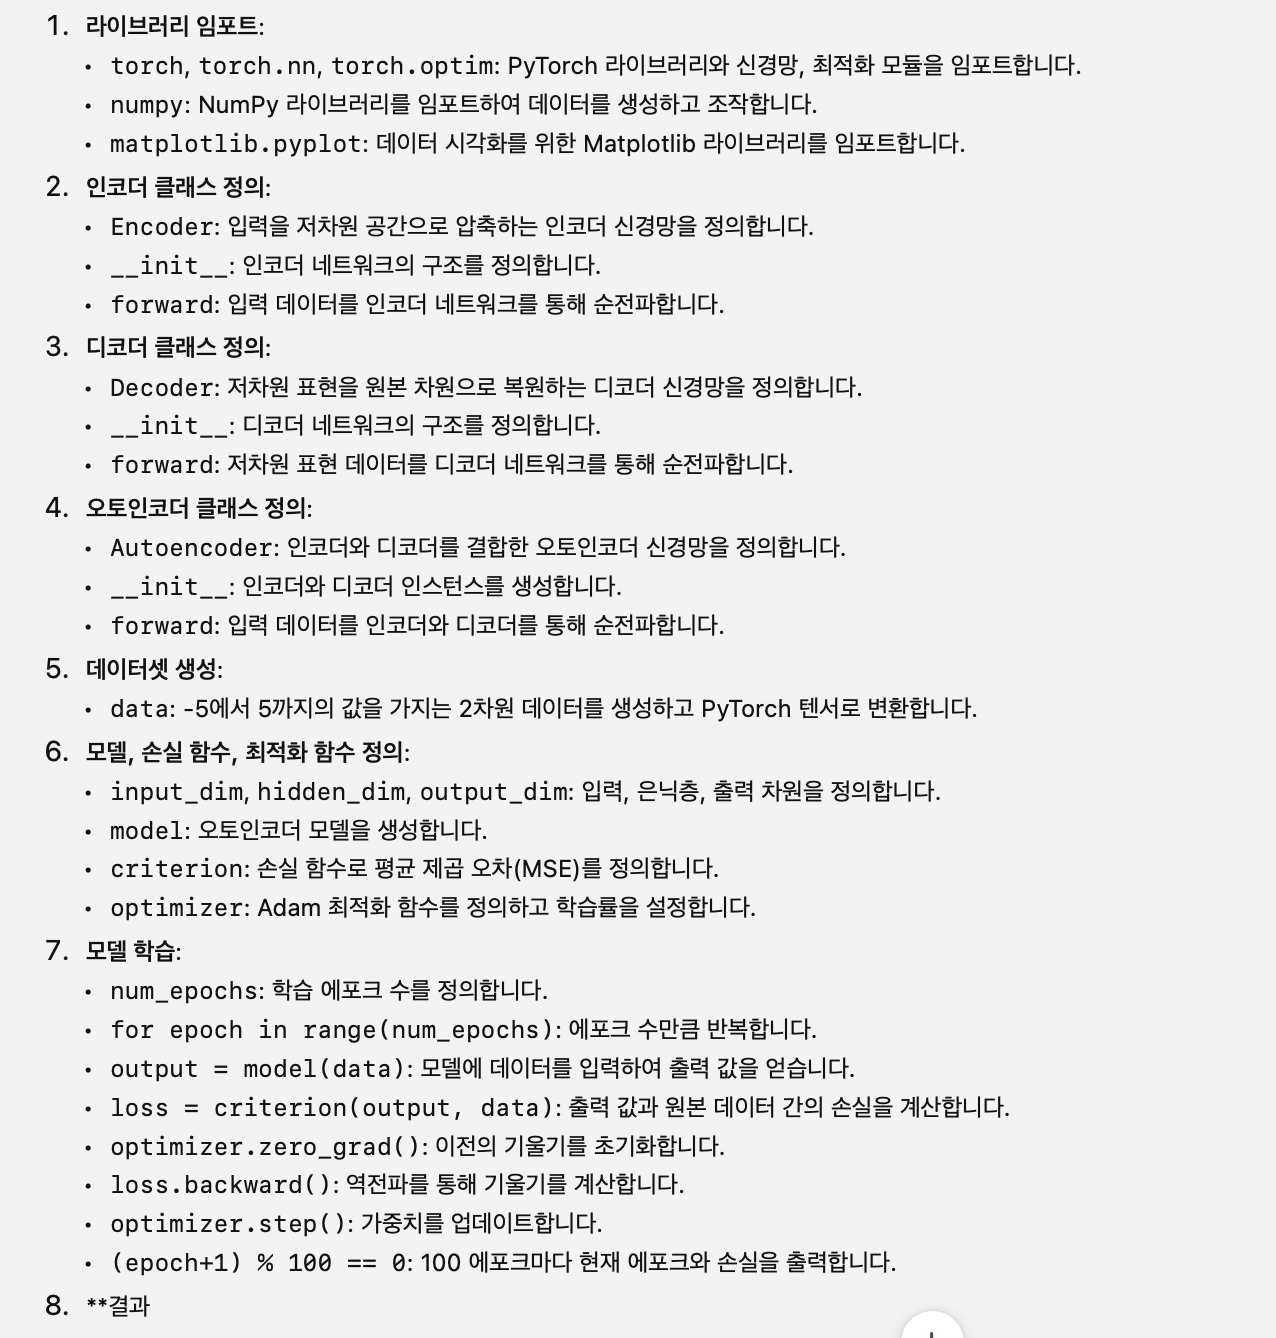 1. 라이브러리 임포트:
• torch, torch.nn, torch.optim: PyTorch 라이브러리와 신경망, 최적화 모듈을 임포트합니다.
• numpy: NumPy 라이브러리를 임포트하여 데이터를 생성하고 조작합니다.
• matplotlib.pyplot: 데이터 시각화를 위한 Matplotlib 라이브러리를 임포트합니다.
2. 인코더 클래스 정의:
• Encoder: 입력을 저차원 공간으로 압축하는 인코더 신경망을 정의합니다.
• __init__: 인코더 네트워크의 구조를 정의합니다.
• forward: 입력 데이터를 인코더 네트워크를 통해 순전파합니다.
3. 디코더 클래스 정의:
• Decoder: 저차원 표현을 원본 차원으로 복원하는 디코더 신경망을 정의합니다.
• __init__: 디코더 네트워크의 구조를 정의합니다.
• forward: 저차원 표현 데이터를 디코더 네트워크를 통해 순전파합니다.
4. 오토인코더 클래스 정의:
• Autoencoder: 인코더와 디코더를 결합한 오토인코더 신경망을 정의합니다.
• __init__: 인코더와 디코더 인스턴스를 생성합니다.
• forward: 입력 데이터를 인코더와 디코더를 통해 순전파합니다.
5. 데이터셋 생성:
• data: -5에서 5까지의 값을 가지는 2차원 데이터를 생성하고 PyTorch 텐서로 변환합니다.
6. 모델, 손실 함수, 최적화 함수 정의:
• input_dim, hidden_dim, output_dim: 입력, 은닉층, 출력 차원을 정의합니다.
• model: 오토인코더 모델을 생성합니다.
• criterion: 손실 함수로 평균 제곱 오차(MSE)를 정의합니다.
• optimizer: Adam 최적화 함수를 정의하고 학습률을 설정합니다.
7. 모델 학습:
• num_epochs: 학습 에포크 수를 정의합니다.
• for epoch in range(num_epochs): 에포크 수만큼 반복합니다.
• output = model(data): 모델에 데이터를 입력하여 출력 값을 얻습니다.
• loss = criterion(output, data): 출력 값과 원본 데이터 간의 손실을 계산합니다.
• optimizer.zero_grad(): 이전의 기울기를 초기화합니다.
• loss.backward(): 역전파를 통해 기울기를 계산합니다.
• optimizer.step(): 가중치를 업데이트합니다.
• (epoch+1) % 100 == 0: 100 에포크마다 현재 에포크와 손실을 출력합니다.
8. **결과